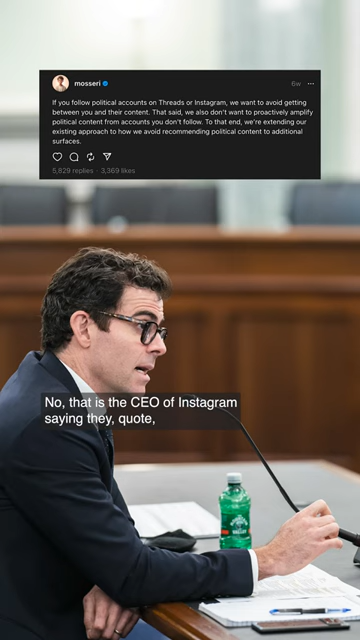 mosseri
6w
If you follow political accounts on Threads or Instagram, we want to avoid getting
between you and their content. That said, we also don't want to proactively amplify
political content from accounts you don't follow. To that end, we're extending our
existing approach to how we avoid recommending political content to additional
surfaces.
5,829 replies · 3,369 likes
No, that is the CEO of Instagram
saying they, quote,